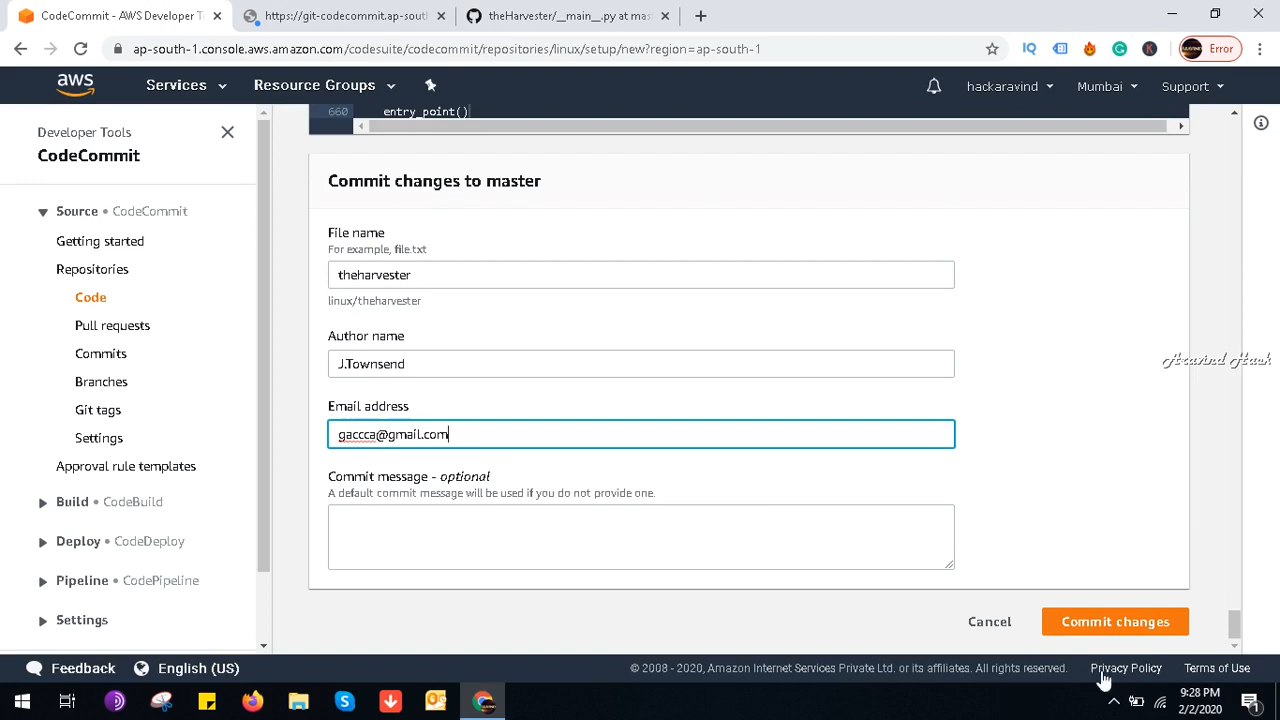 CodeCommit - AWS Developer T
https://git-codecommit.ap-south
theHarvester/__main__.py at mas
ap-south-1.console.aws.amazon.com/codesuite/codecommit/repositories/linux/setup/new?region=ap-south-1
IQ
K
Error
aws
Services
Resource Groups
hackaravind
Mumbai
Support
Developer Tools
CodeCommit
Source • CodeCommit
Getting started
Repositories
Code
Pull requests
Commits
Branches
Git tags
Settings
Approval rule templates
Build • CodeBuild
Deploy • CodeDeploy
Pipeline • CodePipeline
Settings
660 entry_point()
Commit changes to master
File name
For example, file.txt
theharvester
linux/theharvester
Author name
J.Townsend
Email address
gaccca@gmail.com
Commit message - optional
A default commit message will be used if you do not provide one.
Cancel
Commit changes
Aravind Hack
Feedback
English (US)
© 2008 - 2020, Amazon Internet Services Private Ltd. or its affiliates. All rights reserved.
Privacy Policy
Terms of Use
9:28 PM
2/2/2020
1